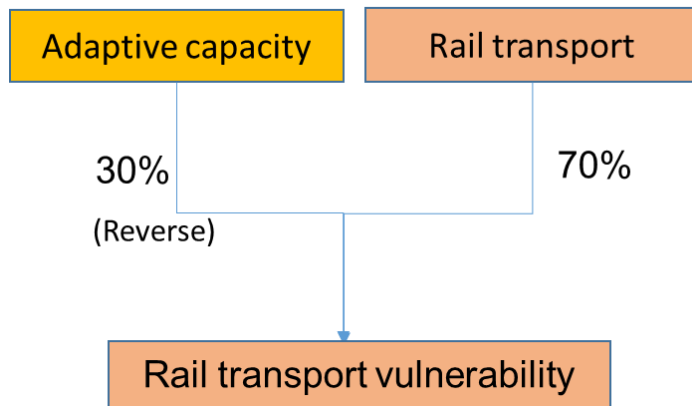 Adaptive capacity
Rail transport
30%
70%
(Reverse)
Rail transport vulnerability